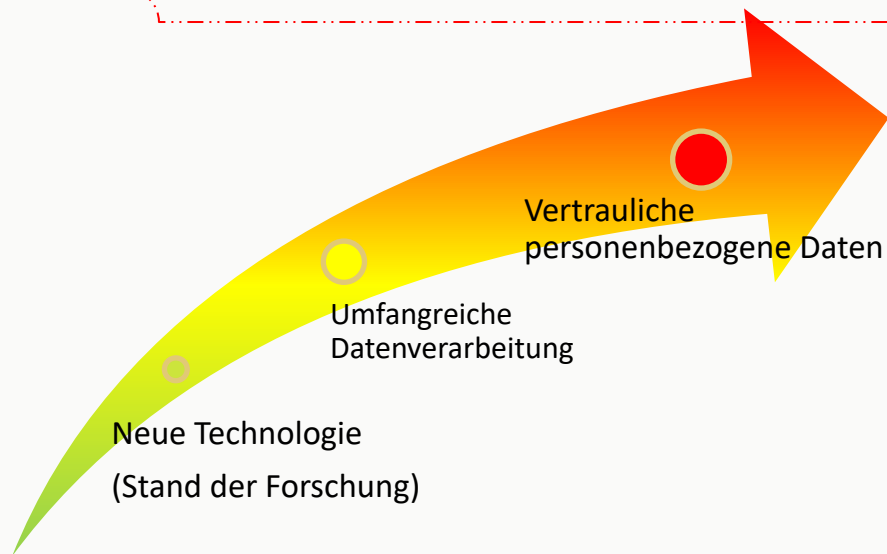 Vertrauliche
personenbezogene Daten
Umfangreiche
Datenverarbeitung
Neue Technologie
(Stand der Forschung)